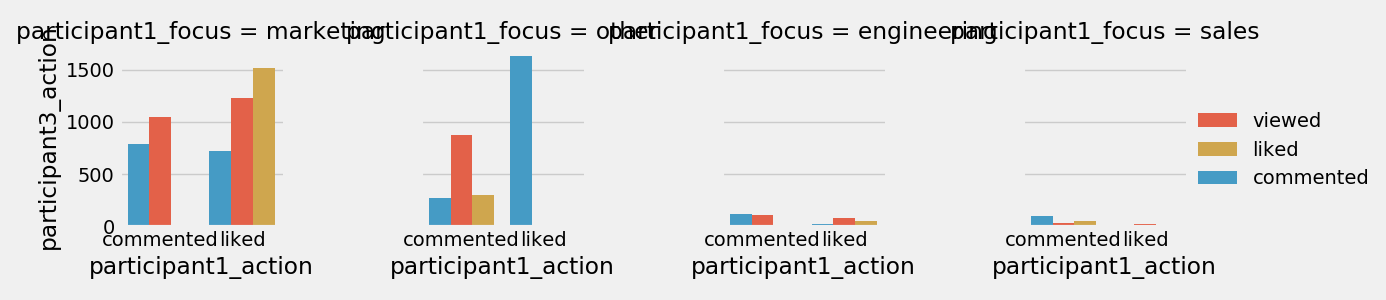 participant1_focus = marketing
participant1_focus = other
participant1_focus = engineering
participant1_focus = sales
participant3_action
1500
1000
500
0
commented liked
commented liked
commented liked
commented liked
participant1_action
participant1_action
participant1_action
participant1_action
viewed
liked
commented